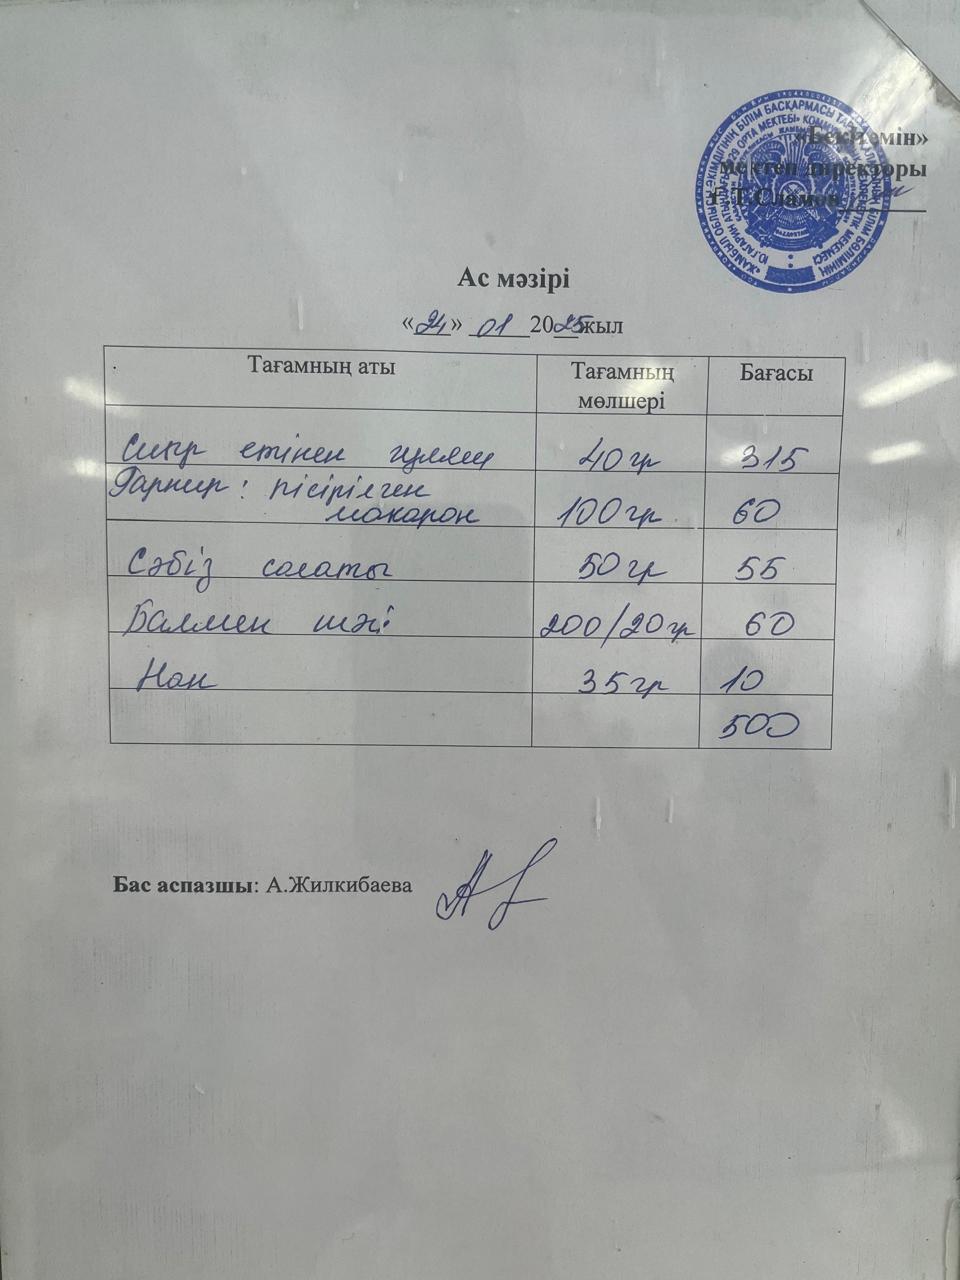 «Бекітемін»
мектеп директоры
Т.Сламов
Ас мәзірі
«24» 01 2025 жыл
Тағамның аты Тағамның мөлшері Бағасы
Сиыр етінен гуляш 40 гр 315
Гарнир: пісірілген
макарон 100 гр 60
Сәбіз салаты 50 гр 55
Балмен шәй 200/20 гр 60
Нан 35 гр 10
500
Бас аспазшы: А.Жилкибаева